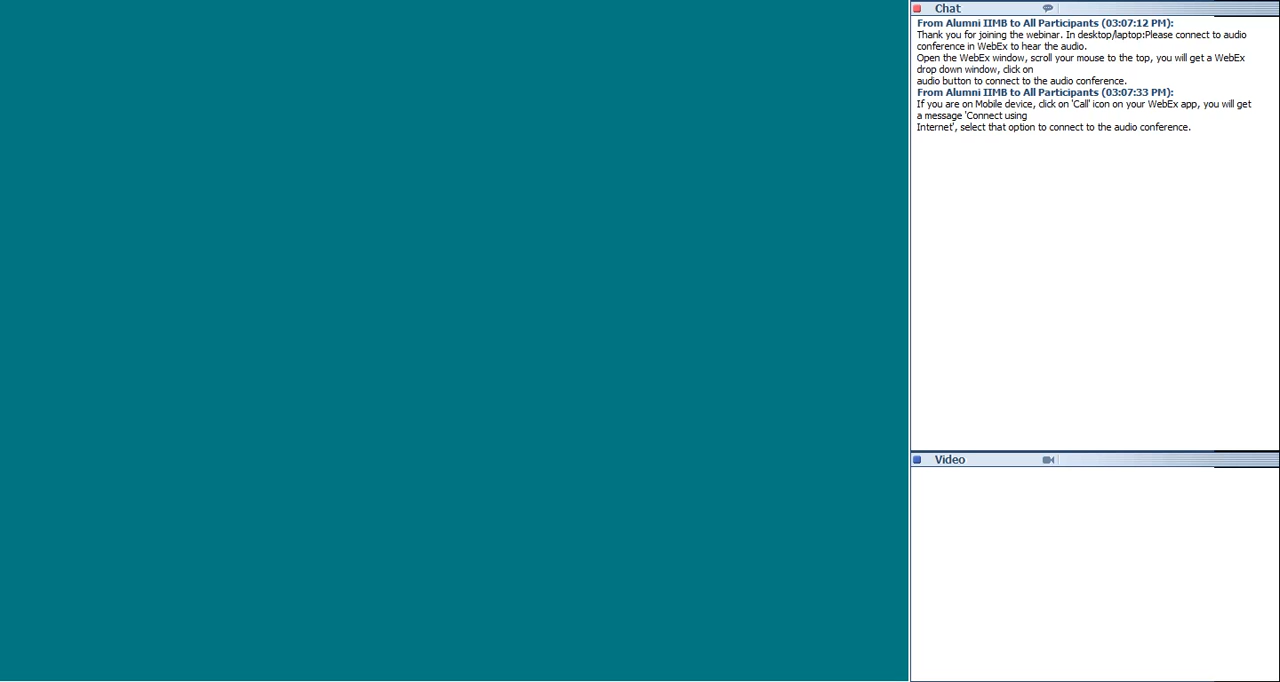 Chat
From Alumni IIMB to All Participants (03:07:12 PM):
Thank you for joining the webinar. In desktop/laptop:Please connect to audio
conference in WebEx to hear the audio.
Open the WebEx window, scroll your mouse to the top, you will get a WebEx
drop down window, click on
audio button to connect to the audio conference.
From Alumni IIMB to All Participants (03:07:33 PM):
If you are on Mobile device, click on 'Call' icon on your WebEx app, you will get
a message 'Connect using
Internet', select that option to connect to the audio conference.
Video